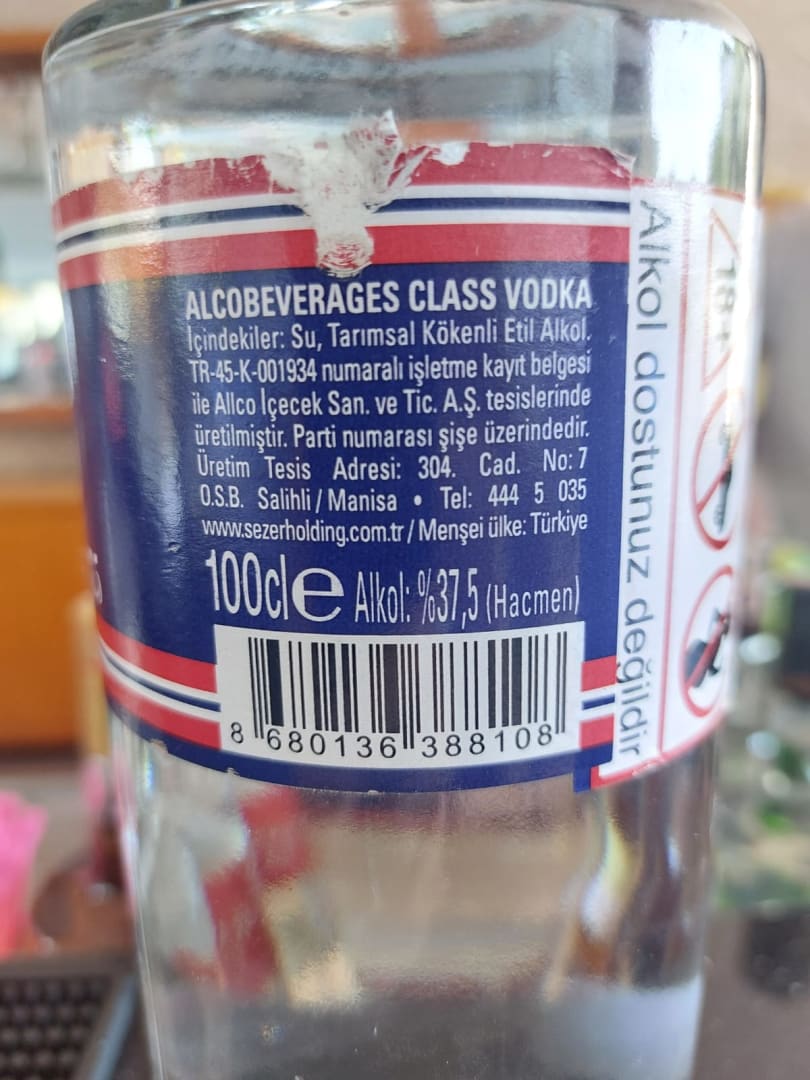 ALCOBEVERAGES CLASS VODKA
İçindekiler: Su, Tarımsal Kökenli Etil Alkol.
TR-45-K-001934 numaralı işletme kayıt belgesi
ile Allco İçecek San. ve Tic. A.Ş. tesislerinde
üretilmiştir. Parti numarası şişe üzerindedir.
Üretim Tesis Adresi: 304. Cad. No: 7
O.S.B. Salihli / Manisa • Tel: 444 5 035
www.sezerholding.com.tr / Menşei ülke: Türkiye
100cl e Alkol: %37,5 (Hacmen)
8 680136 388108
Alkol dostunuz değildir
18+